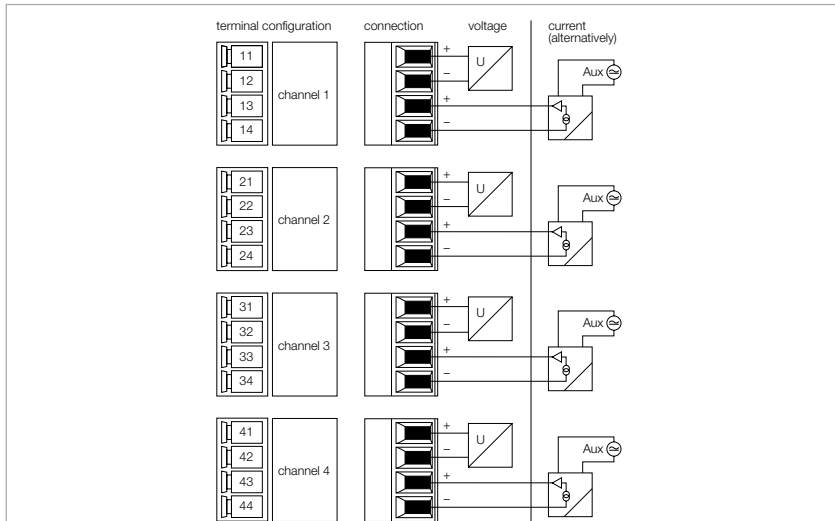 terminal configuration connection voltage current
(alternatively)
11 + U Aux
12 channel 1 −
13 +
14 −
21 + U
22 channel 2 − Aux
23 +
24 −
31 + U
32 channel 3 − Aux
33 +
34 −
41 + U
42 channel 4 − Aux
43 +
44 −